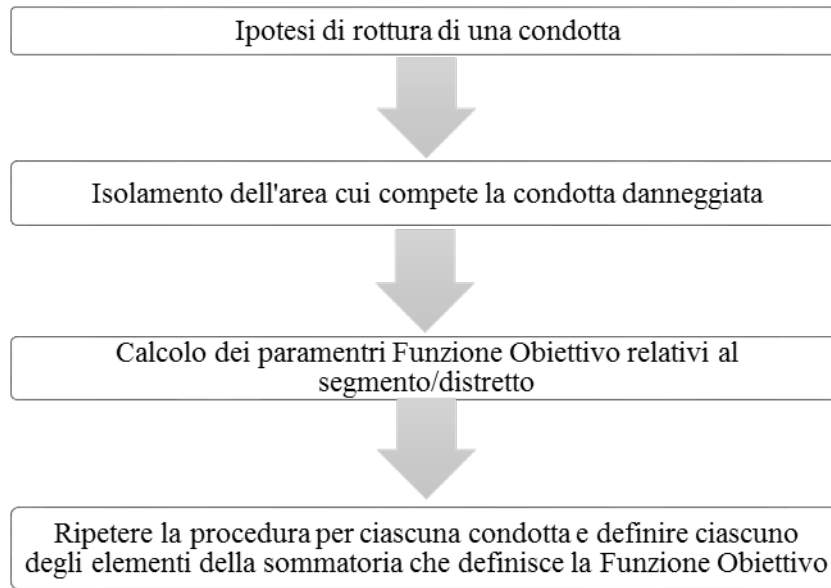 Ipotesi di rottura di una condotta
Isolamento dell'area cui compete la condotta danneggiata
Calcolo dei paramentri Funzione Obiettivo relativi al
segmento/distretto
Ripetere la procedura per ciascuna condotta e definire ciascuno
degli elementi della sommatoria che definisce la Funzione Obiettivo